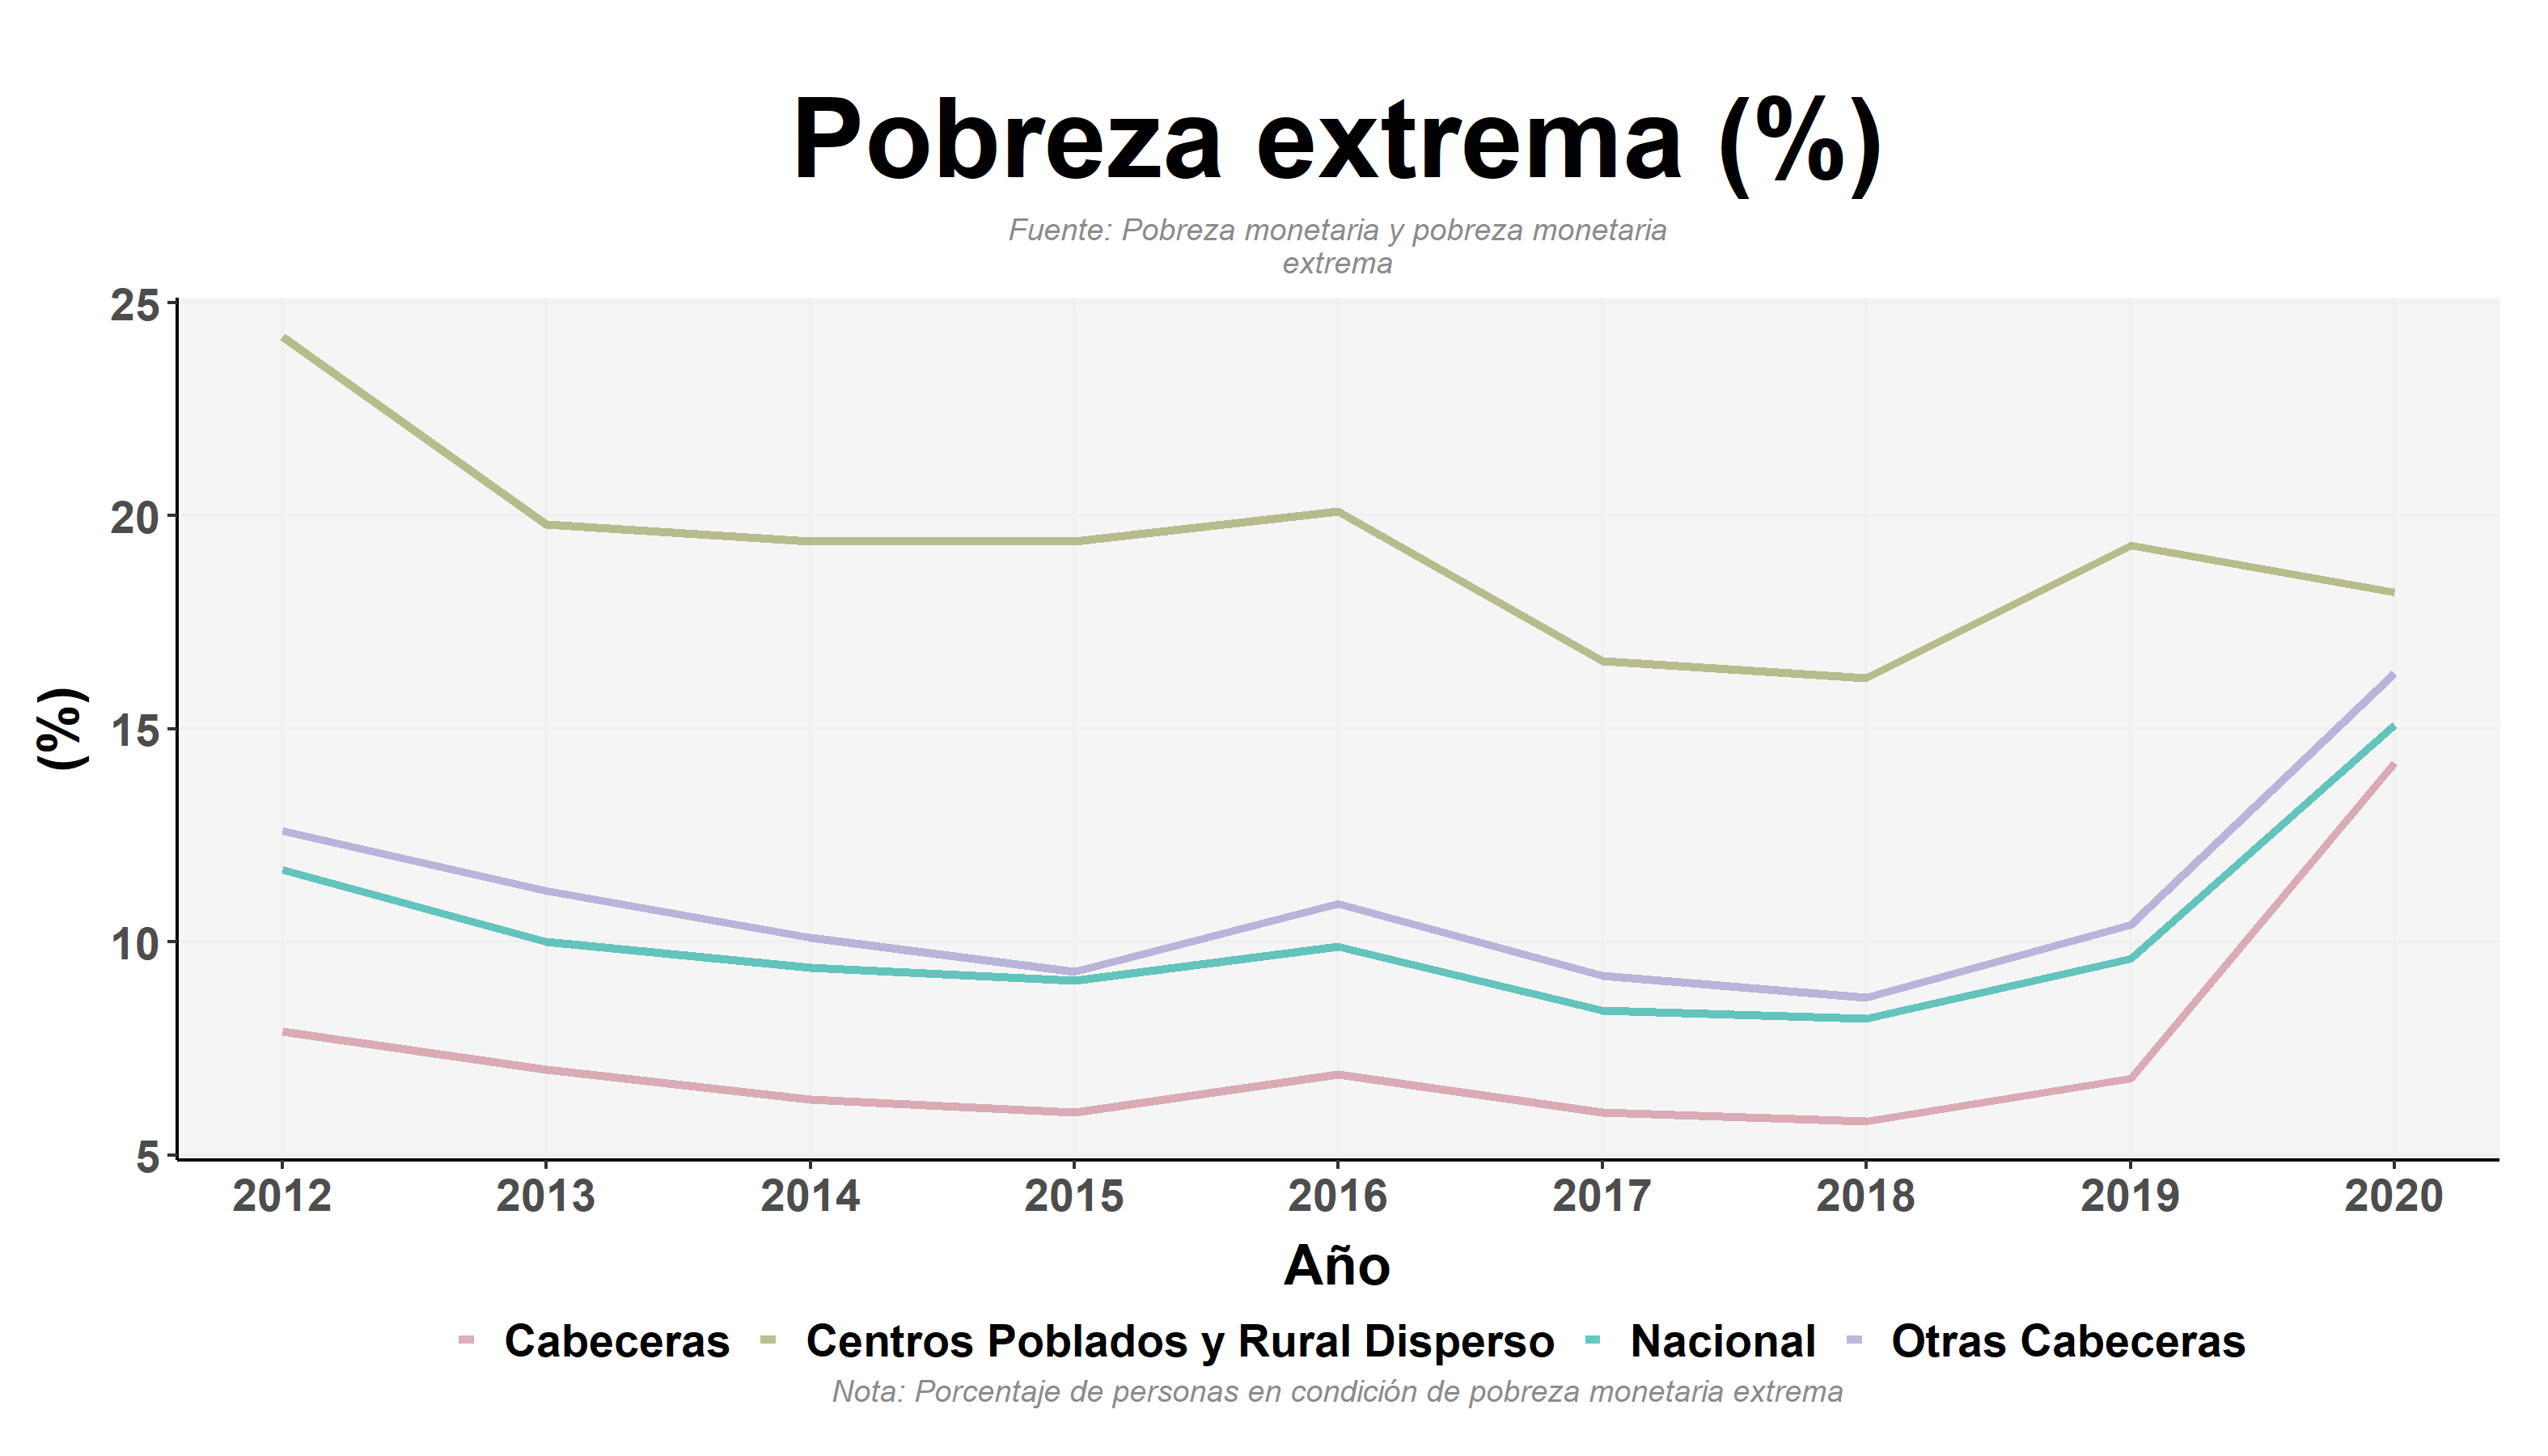 Pobreza extrema (%)
Fuente: Pobreza monetaria y pobreza monetaria
extrema
(%)
25
20
15
10
5
2012 2013 2014 2015 2016 2017 2018 2019 2020
Año
Cabeceras Centros Poblados y Rural Disperso Nacional Otras Cabeceras
Nota: Porcentaje de personas en condición de pobreza monetaria extrema